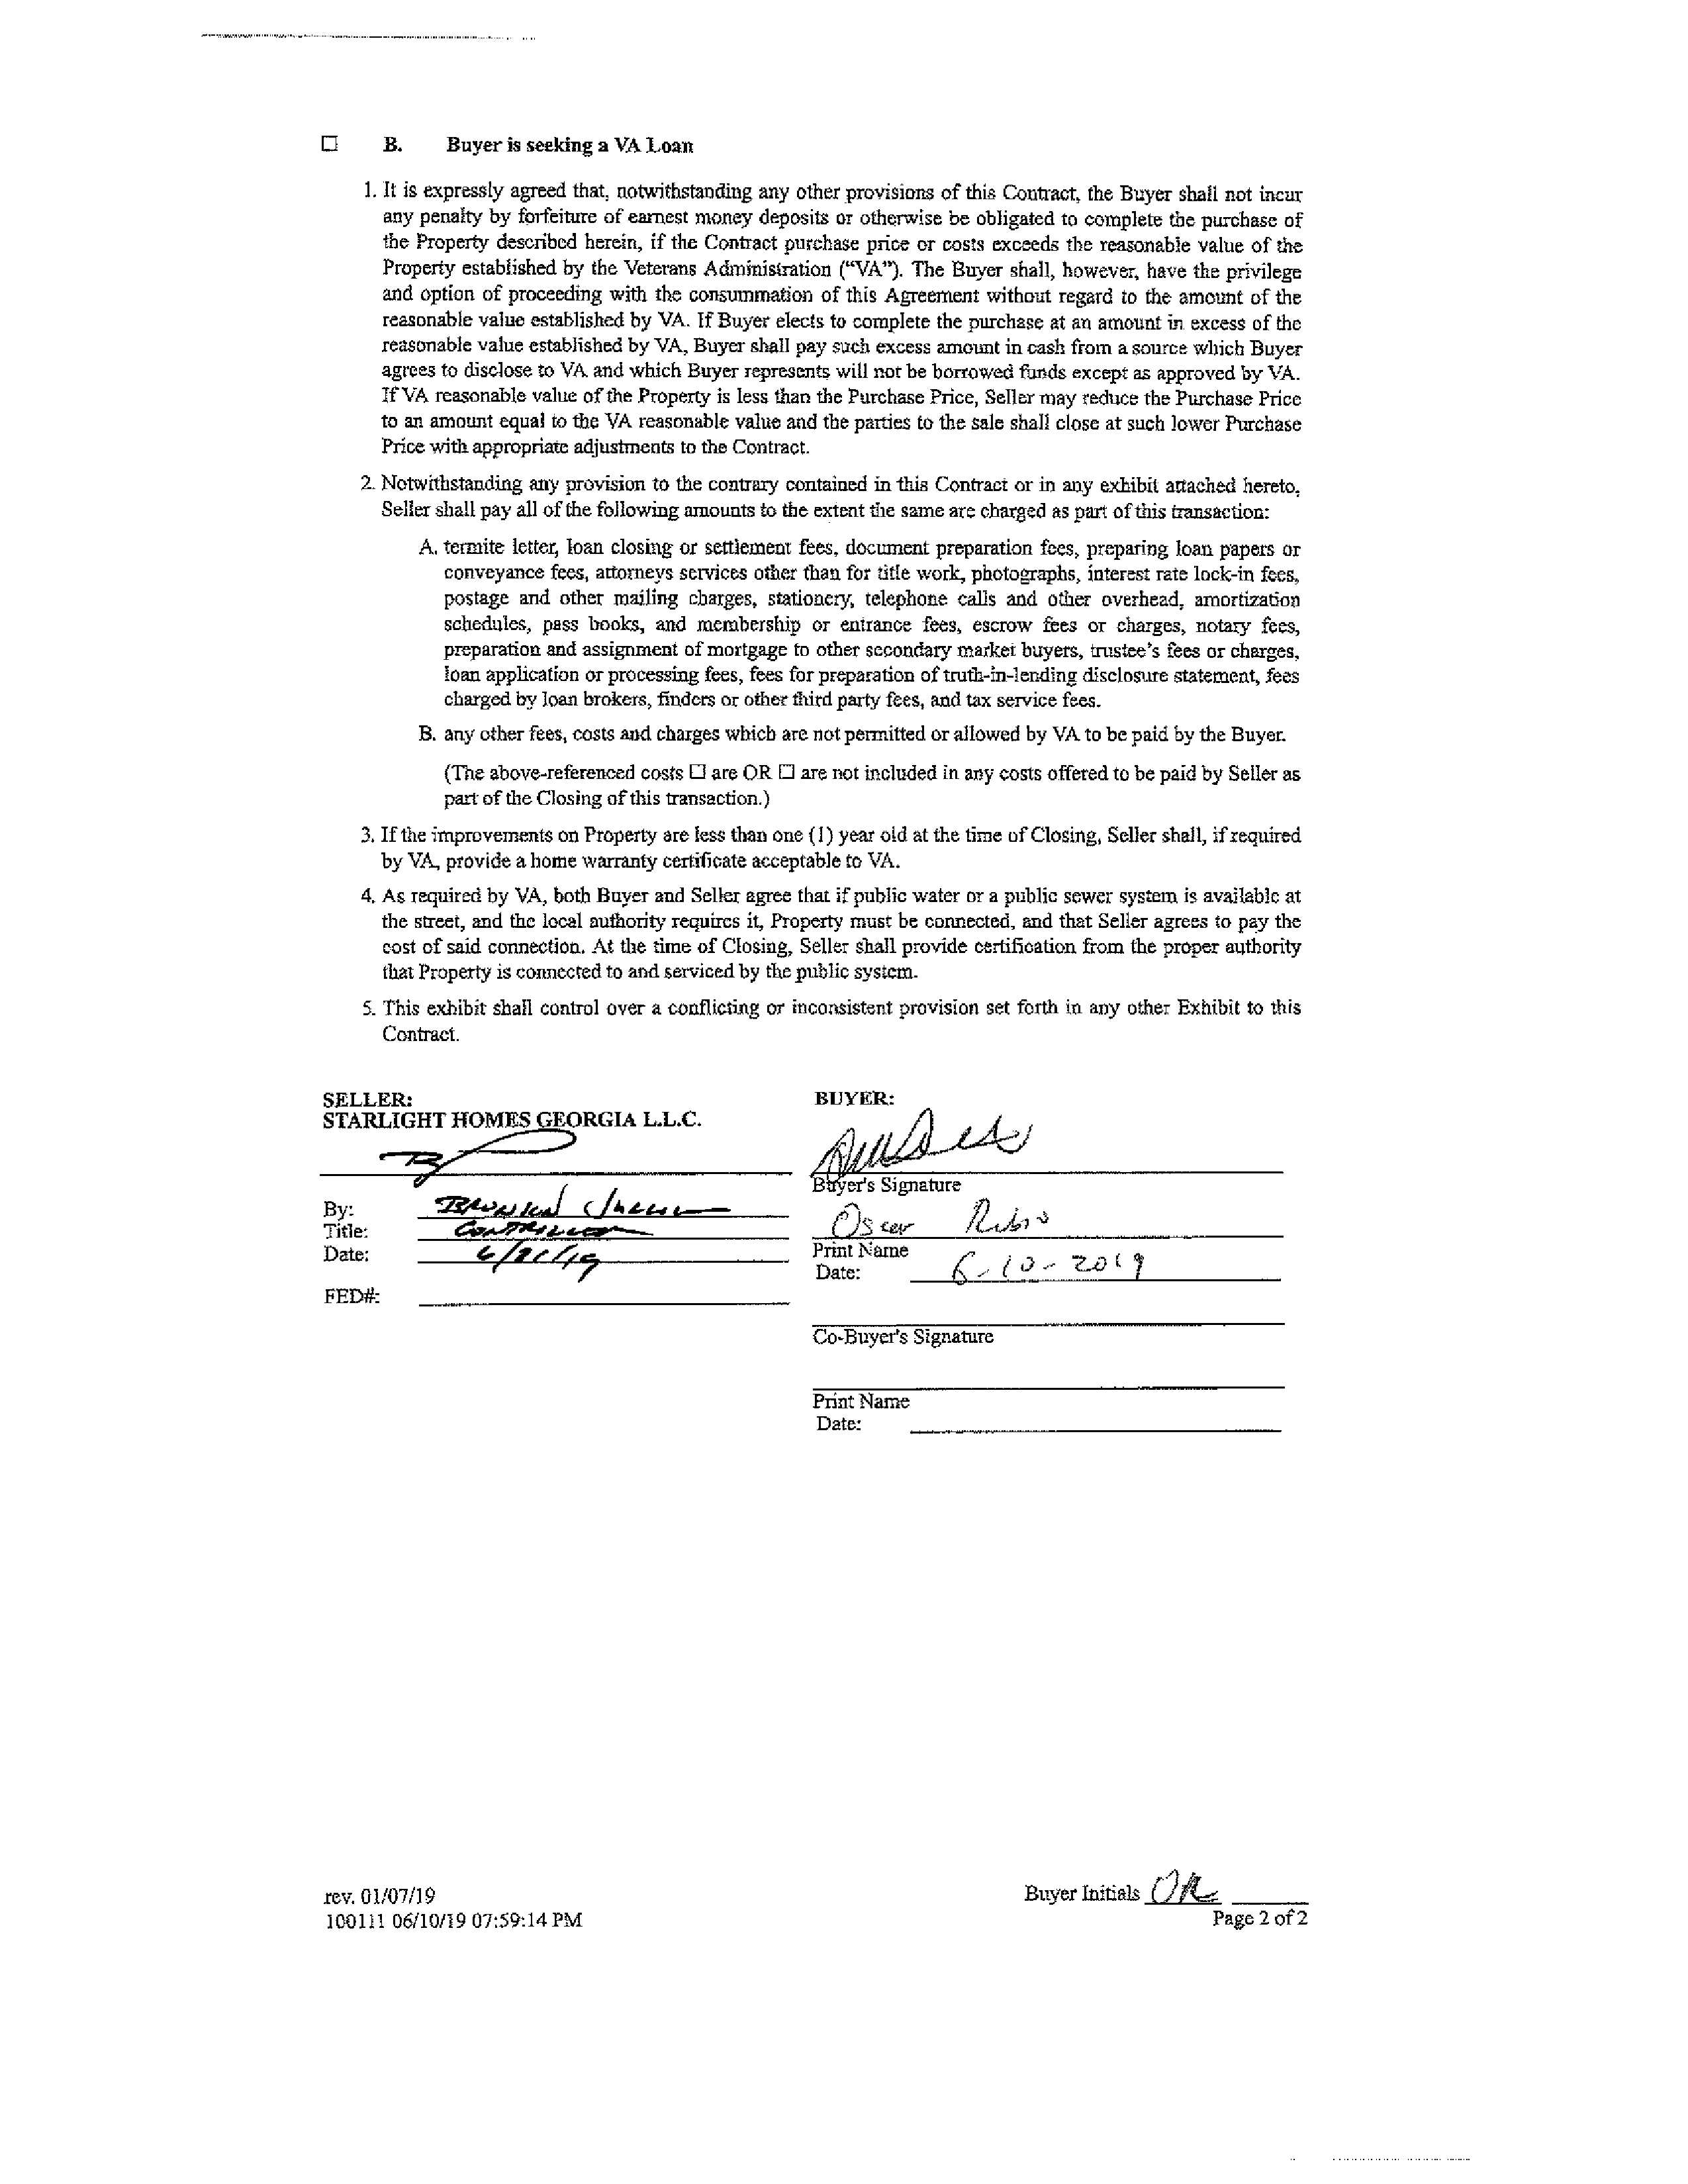 ☐ B. Buyer is seeking a VA Loan
1. It is expressly agreed that, notwithstanding any other provisions of this Contract, the Buyer shall not incur
any penalty by forfeiture of earnest money deposits or otherwise be obligated to complete the purchase of
the Property described herein, if the Contract purchase price or costs exceeds the reasonable value of the
Property established by the Veterans Administration (“VA”). The Buyer shall, however, have the privilege
and option of proceeding with the consummation of this Agreement without regard to the amount of the
reasonable value established by VA. If Buyer elects to complete the purchase at an amount in excess of the
reasonable value established by VA, Buyer shall pay such excess amount in cash from a source which Buyer
agrees to disclose to VA and which Buyer represents will not be borrowed funds except as approved by VA.
If VA reasonable value of the Property is less than the Purchase Price, Seller may reduce the Purchase Price
to an amount equal to the VA reasonable value and the parties to the sale shall close at such lower Purchase
Price with appropriate adjustments to the Contract.
2. Notwithstanding any provision to the contrary contained in this Contract or in any exhibit attached hereto,
Seller shall pay all of the following amounts to the extent the same are charged as part of this transaction:
A. termite letter, loan closing or settlement fees, document preparation fees, preparing loan papers or
conveyance fees, attorneys services other than for title work, photographs, interest rate lock-in fees,
postage and other mailing charges, stationery, telephone calls and other overhead, amortization
schedules, pass books, and membership or entrance fees, escrow fees or charges, notary fees,
preparation and assignment of mortgage to other secondary market buyers, trustee's fees or charges,
loan application or processing fees, fees for preparation of truth-in-lending disclosure statement, fees
charged by loan brokers, finders or other third party fees, and tax service fees.
B. any other fees, costs and charges which are not permitted or allowed by VA to be paid by the Buyer.
(The above-referenced costs ☐ are OR ☐ are not included in any costs offered to be paid by Seller as
part of the Closing of this transaction.)
3. If the improvements on Property are less than one (1) year old at the time of Closing, Seller shall, if required
by VA, provide a home warranty certificate acceptable to VA.
4. As required by VA, both Buyer and Seller agree that if public water or a public sewer system is available at
the street, and the local authority requires it, Property must be connected, and that Seller agrees to pay the
cost of said connection. At the time of Closing, Seller shall provide certification from the proper authority
that Property is connected to and serviced by the public system.
5. This exhibit shall control over a conflicting or inconsistent provision set forth in any other Exhibit to this
Contract.
SELLER:
STARLIGHT HOMES GEORGIA L.L.C.
By:
Title: Controller
Date:
FED#:
BUYER:
Buyer's Signature
Oscar Rubio
Print Name
Date: 6-10-2019
Co-Buyer's Signature
Print Name
Date:
rev. 01/07/19
100111 06/10/19 07:59:14 PM
Buyer Initials OR
Page 2 of 2